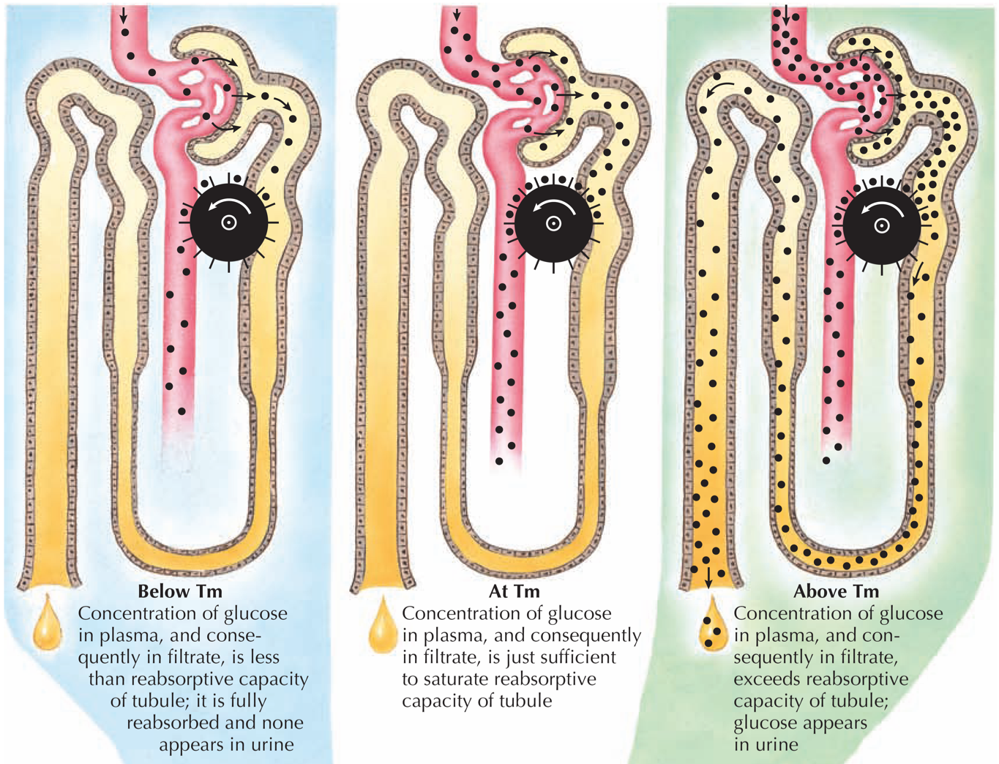 Below Tm
Concentration of glucose
in plasma, and conse-
quently in filtrate, is less
than reabsorptive capacity
of tubule; it is fully
reabsorbed and none
appears in urine
At Tm
Concentration of glucose
in plasma, and consequently
in filtrate, is just sufficient
to saturate reabsorptive
capacity of tubule
Above Tm
Concentration of glucose
in plasma, and con-
sequently in filtrate,
exceeds reabsorptive
capacity of tubule;
glucose appears
in urine